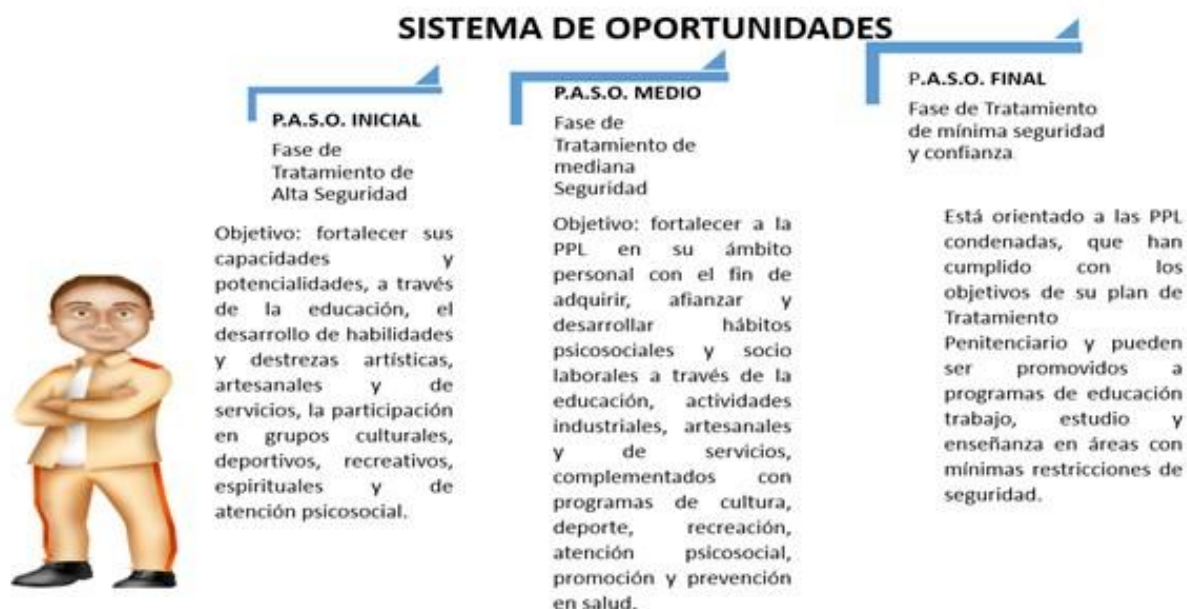 SISTEMA DE OPORTUNIDADES
P.A.S.O. INICIAL
Fase de
Tratamiento de
Alta Seguridad
Objetivo: fortalecer sus
capacidades y
potencialidades, a través
de la educación, el
desarrollo de habilidades
y destrezas artísticas,
artesanales y de
servicios, la participación
en grupos culturales,
deportivos, recreativos,
espirituales y de
atención psicosocial.
P.A.S.O. MEDIO
Fase de
Tratamiento de
mediana
Seguridad
Objetivo: fortalecer a la
PPL en su ámbito
personal con el fin de
adquirir, afianzar y
desarrollar hábitos
psicosociales y socio
laborales a través de la
educación, actividades
industriales, artesanales
y de servicios,
complementados con
programas de cultura,
deporte, recreación,
atención psicosocial,
promoción y prevención
en salud.
P.A.S.O. FINAL
Fase de Tratamiento
de mínima seguridad
y confianza
Está orientado a las PPL
condenadas, que han
cumplido con los
objetivos de su plan de
Tratamiento
Penitenciario y pueden
ser promovidos a
programas de educación
trabajo, estudio y
enseñanza en áreas con
mínimas restricciones de
seguridad.